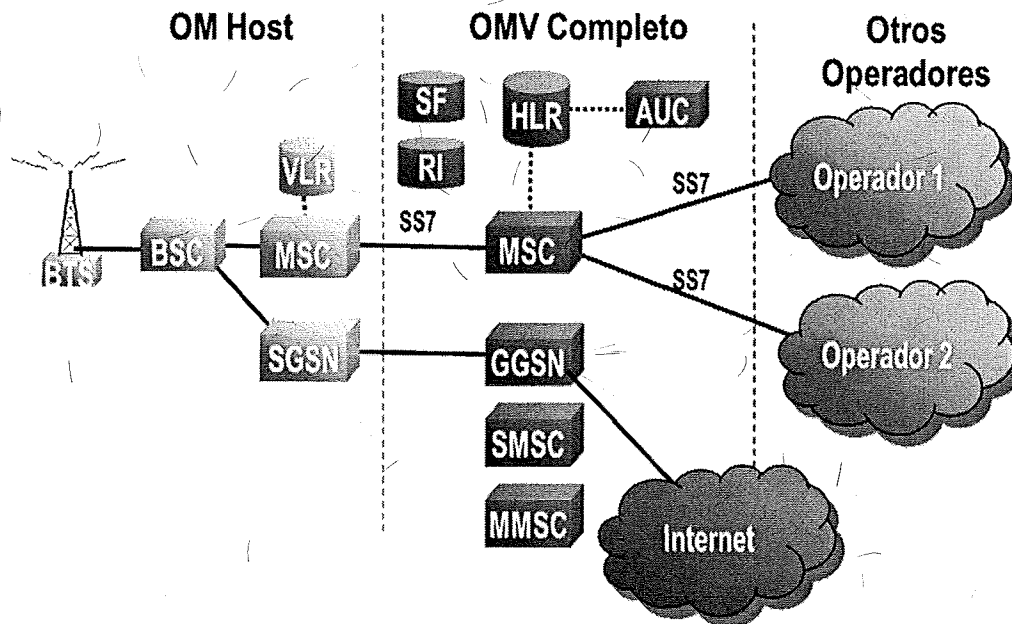 OM Host
OMV Completo
Otros
Operadores
SF
HLR
AUC
VLR
RI
SS7
Operador 1
BTS
BSC
MSC
SS7
MSC
SS7
SGSN
GGSN
Operador 2
SMSC
MMSC
Internet